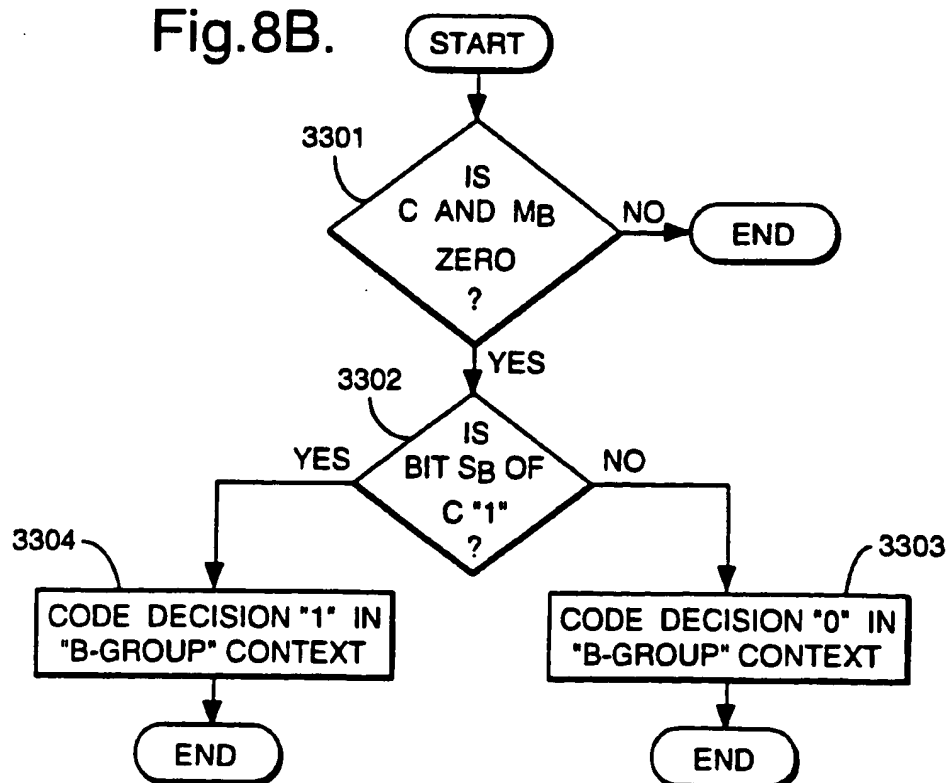 Fig.8B.
START
3301
IS
C AND MB
ZERO
?
NO
END
YES
3302
IS
BIT SB OF
C "1"
?
YES
NO
3304
3303
CODE DECISION "1" IN
"B-GROUP" CONTEXT
CODE DECISION "0" IN
"B-GROUP" CONTEXT
END
END